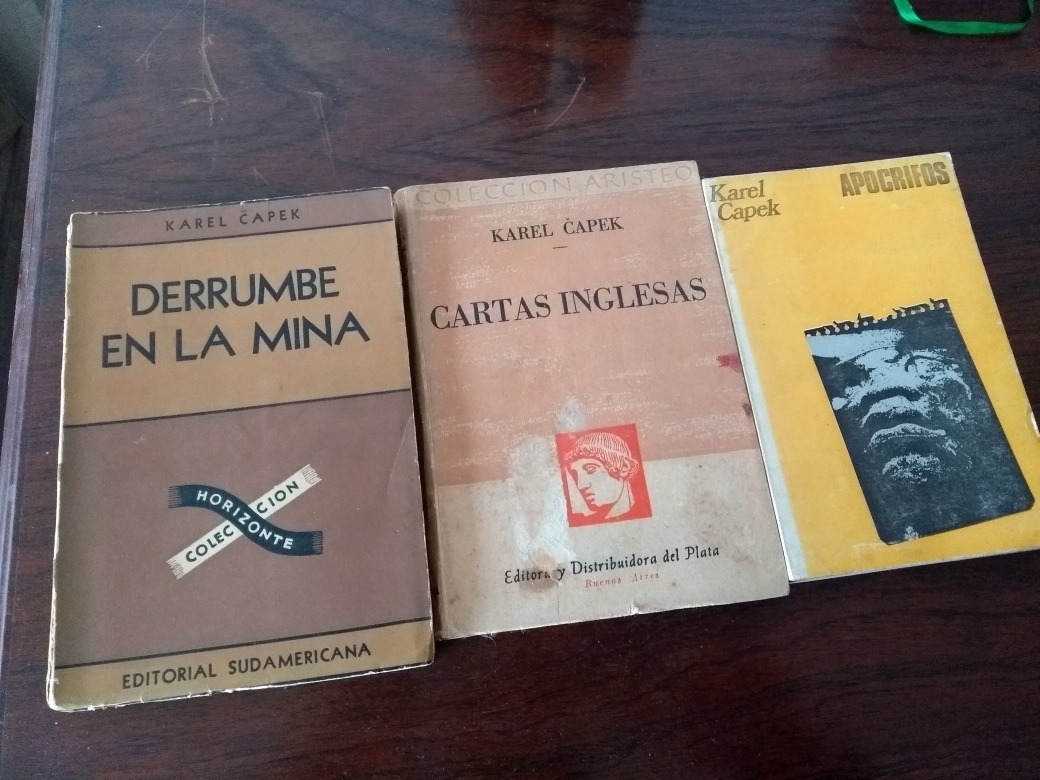 KAREL ČAPEK
DERRUMBE
EN LA MINA
HORIZONTE
COLECCION
EDITORIAL SUDAMERICANA
COLECCION ARISTEO
KAREL ČAPEK
CARTAS INGLESAS
Editora y Distribuidora del Plata
Buenos Aires
Karel
Capek
APOCRIFOS